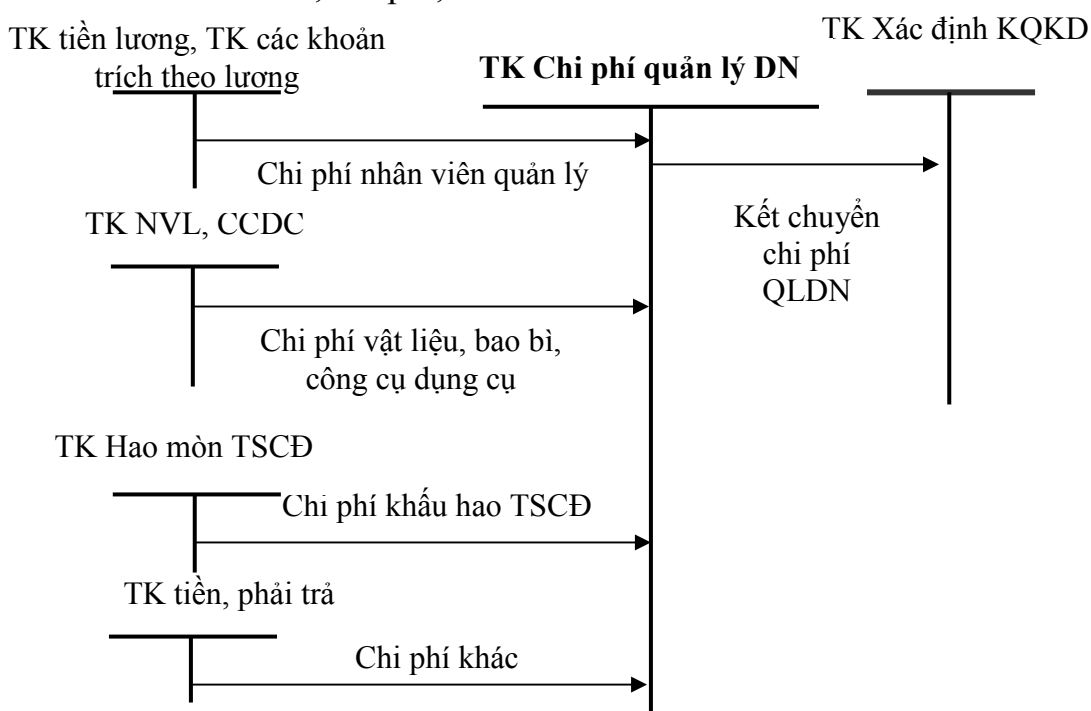 TK tiền lương, TK các khoản
trích theo lương
TK Chi phí quản lý DN
TK Xác định KQKD
Chi phí nhân viên quản lý
Kết chuyển
chi phí
QLDN
TK NVL, CCDC
Chi phí vật liệu, bao bì,
công cụ dụng cụ
TK Hao mòn TSCĐ
Chi phí khấu hao TSCĐ
TK tiền, phải trả
Chi phí khác